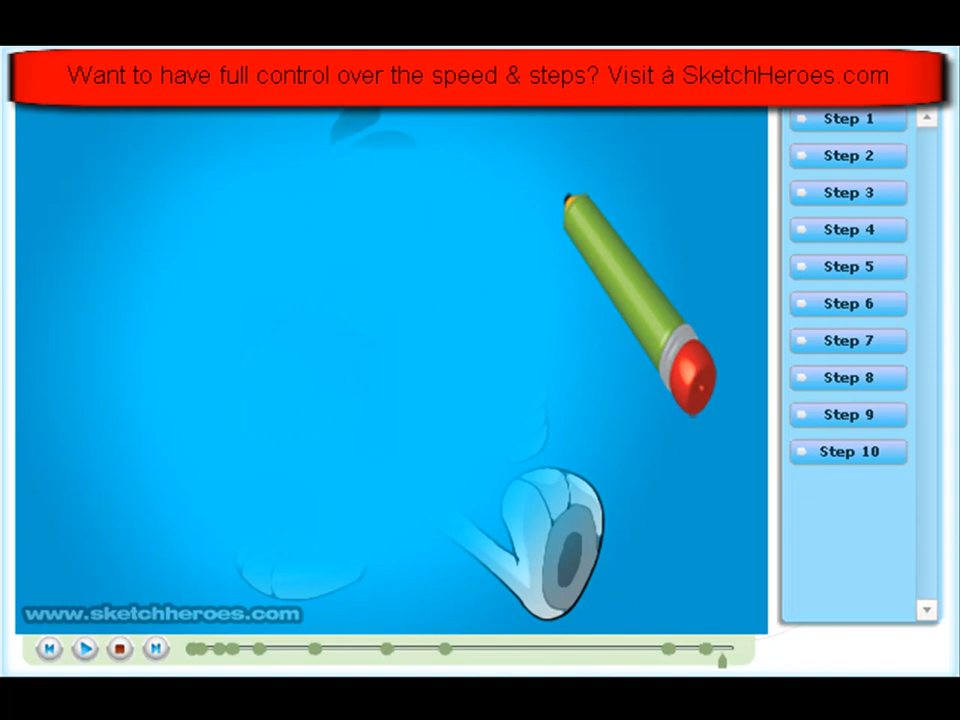 Want to have full control over the speed & steps? Visit à SketchHeroes.com
Step 1
Step 2
Step 3
Step 4
Step 5
Step 6
Step 7
Step 8
Step 9
Step 10
www.sketchheroes.com